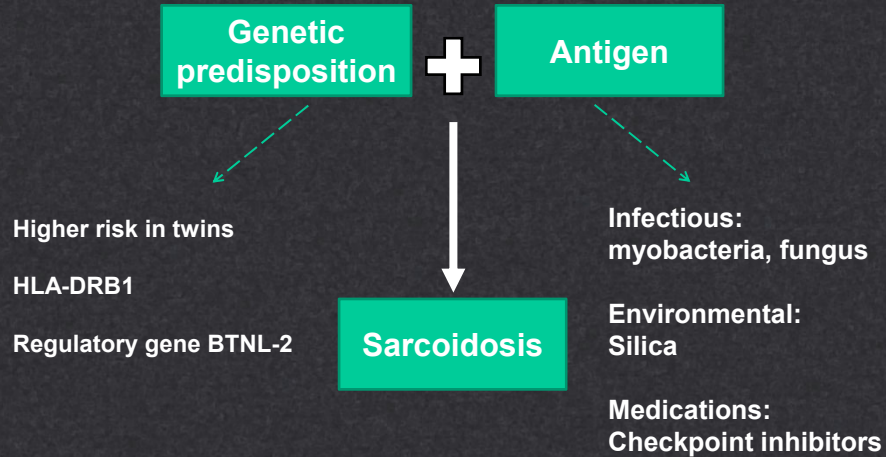 Genetic
predisposition
Antigen
Higher risk in twins
HLA-DRB1
Regulatory gene BTNL-2
Sarcoidosis
Infectious:
myobacteria, fungus
Environmental:
Silica
Medications:
Checkpoint inhibitors